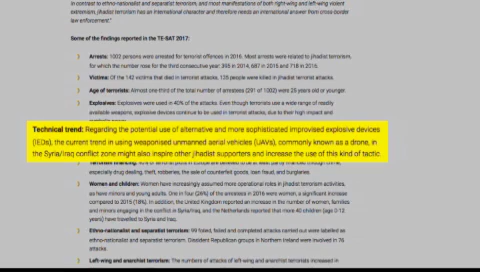 in contrast to ethno-nationalist and separatist terrorism, and most manifestations of both right-wing and left-wing violent
extremism, jihadist terrorism has an international character and therefore needs an international answer from cross-border
law enforcement."
Some of the findings reported in the TE-SAT 2017:
Arrests: 1002 persons were arrested for terrorist offences in 2016. Most arrests were related to jihadist terrorism,
for which the number rose for the third consecutive year: 395 in 2014, 687 in 2015 and 718 in 2016.
Victims: Of the 142 victims that died in terrorist attacks, 135 people were killed in jihadist terrorist attacks.
Age of terrorists: Almost one-third of the total number of arrestees (291 of 1002) were 25 years old or younger.
Explosives: Explosives were used in 40% of the attacks. Even though terrorists use a wide range of readily
available weapons, explosives continue to be used in terrorist attacks, due to their high impact and
Technical trend: Regarding the potential use of alternative and more sophisticated improvised explosive devices
(IEDs), the current trend in using weaponised unmanned aerial vehicles (UAVs), commonly known as a drone, in
the Syria/Iraq conflict zone might also inspire other jihadist supporters and increase the use of this kind of tactic.
especially drug dealing, theft, robberies, the sale of counterfeit goods, loan fraud, and burglaries.
Women and children: Women have increasingly assumed more operational roles in jihadist terrorism activities,
as have minors and young adults. One in four (26%) of the arrestees in 2016 were women, a significant increase
compared to 2015 (18%). In addition, the United Kingdom reported an increase in the number of women, families
and minors engaging in the conflict in Syria/Iraq, and the Netherlands reported that more 40 children (age 0-12
years) have travelled to Syria and Iraq.
Ethno-nationalist and separatist terrorism: 99 foiled, failed and completed attacks carried out were labelled as
ethno-nationalist and separatist terrorism. Dissident Republican groups in Northern Ireland were involved in 76
attacks.
Left-wing and anarchist terrorism: The numbers of attacks of left-wing and anarchist terrorists increased in